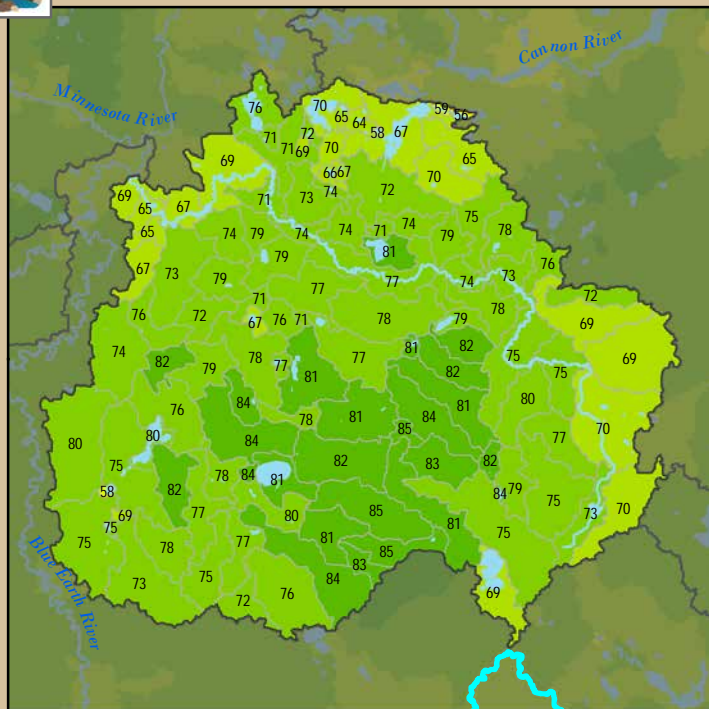 Cannon River
Minnesota River
76 70 59 56
65 64 58 67
71 72
71 69 70
69 65
66 67 70
69 71 73 74 72
65 67
65 74 79 74 74 71 74 79 75 78
79 81
67 73 79 77 77 74 73 76
71 72
76 72 67 76 71 78 79 78 69
74 82 79 78 77 77 81 82 75 69
81 82 75
76 84 78 81 84 81 80
80 80 84 85 77 70
75 78 84 81 82 83 82
58 82 84 79
69 77 80 85 81 75 73 70
75
75 78 77 81 85 75
73 75 83
72 76 84 69
Blue Earth River